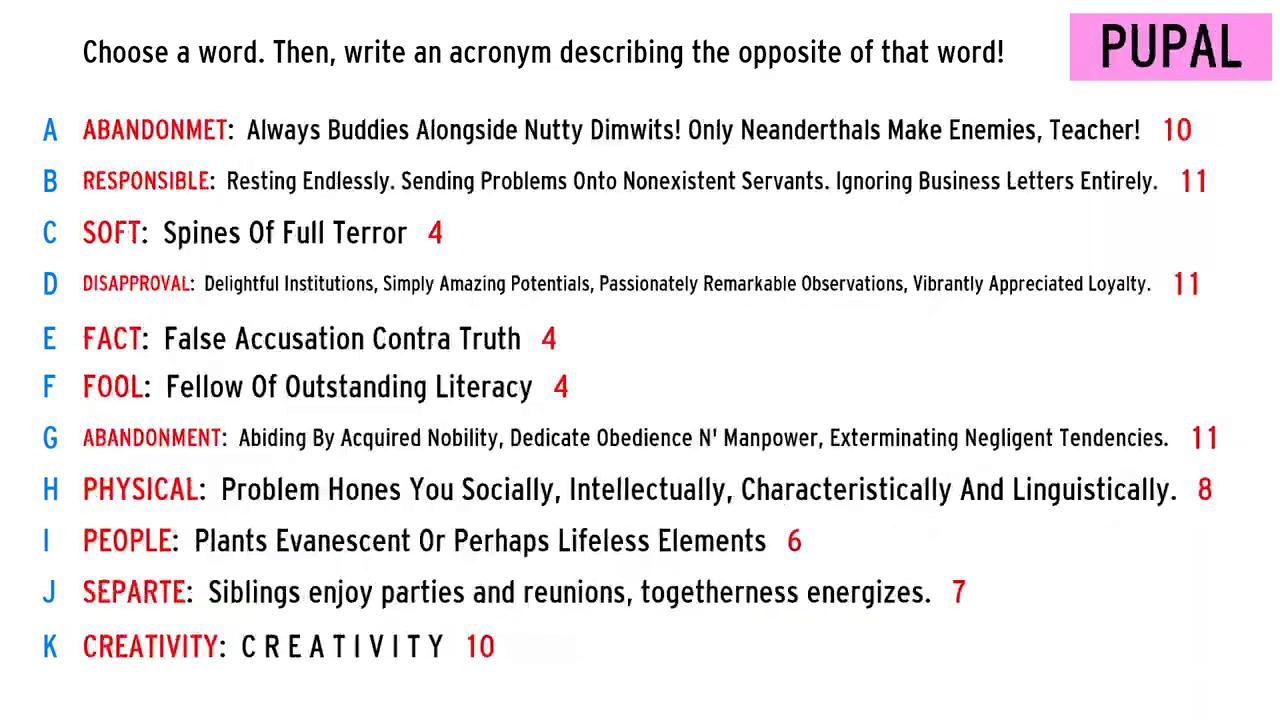 Choose a word. Then, write an acronym describing the opposite of that word!
PUPAL
A ABANDONMET: Always Buddies Alongside Nutty Dimwits! Only Neanderthals Make Enemies, Teacher! 10
B RESPONSIBLE: Resting Endlessly. Sending Problems Onto Nonexistent Servants. Ignoring Business Letters Entirely. 11
C SOFT: Spines Of Full Terror 4
D DISAPPROVAL: Delightful Institutions, Simply Amazing Potentials, Passionately Remarkable Observations, Vibrantly Appreciated Loyalty. 11
E FACT: False Accusation Contra Truth 4
F FOOL: Fellow Of Outstanding Literacy 4
G ABANDONMENT: Abiding By Acquired Nobility, Dedicate Obedience N' Manpower, Exterminating Negligent Tendencies. 11
H PHYSICAL: Problem Hones You Socially, Intellectually, Characteristically And Linguistically. 8
I PEOPLE: Plants Evanescent Or Perhaps Lifeless Elements 6
J SEPARTE: Siblings enjoy parties and reunions, togetherness energizes. 7
K CREATIVITY: C R E A T I V I T Y 10